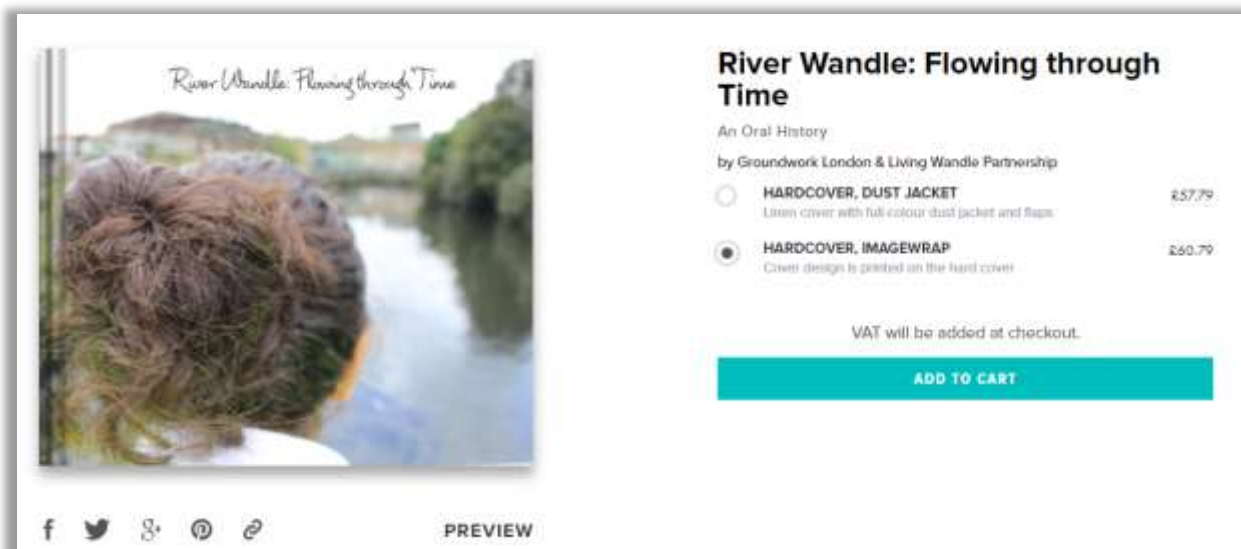 River Wandle: Flowing through Time
River Wandle: Flowing through
Time
An Oral History
by Groundwork London & Living Wandle Partnership
HARDCOVER, DUST JACKET £57.79
Linen cover with full-colour dust jacket and flaps
HARDCOVER, IMAGEWRAP £60.79
Cover design is printed on the hard cover
VAT will be added at checkout.
ADD TO CART
PREVIEW